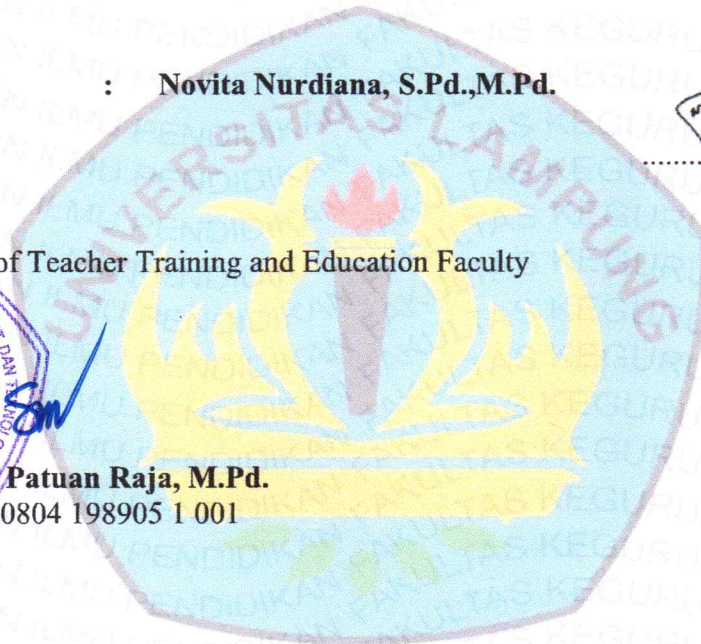 : Novita Nurdiana, S.Pd.,M.Pd.
UNIVERSITAS LAMPUNG
of Teacher Training and Education Faculty
Patuan Raja, M.Pd.
0804 198905 1 001